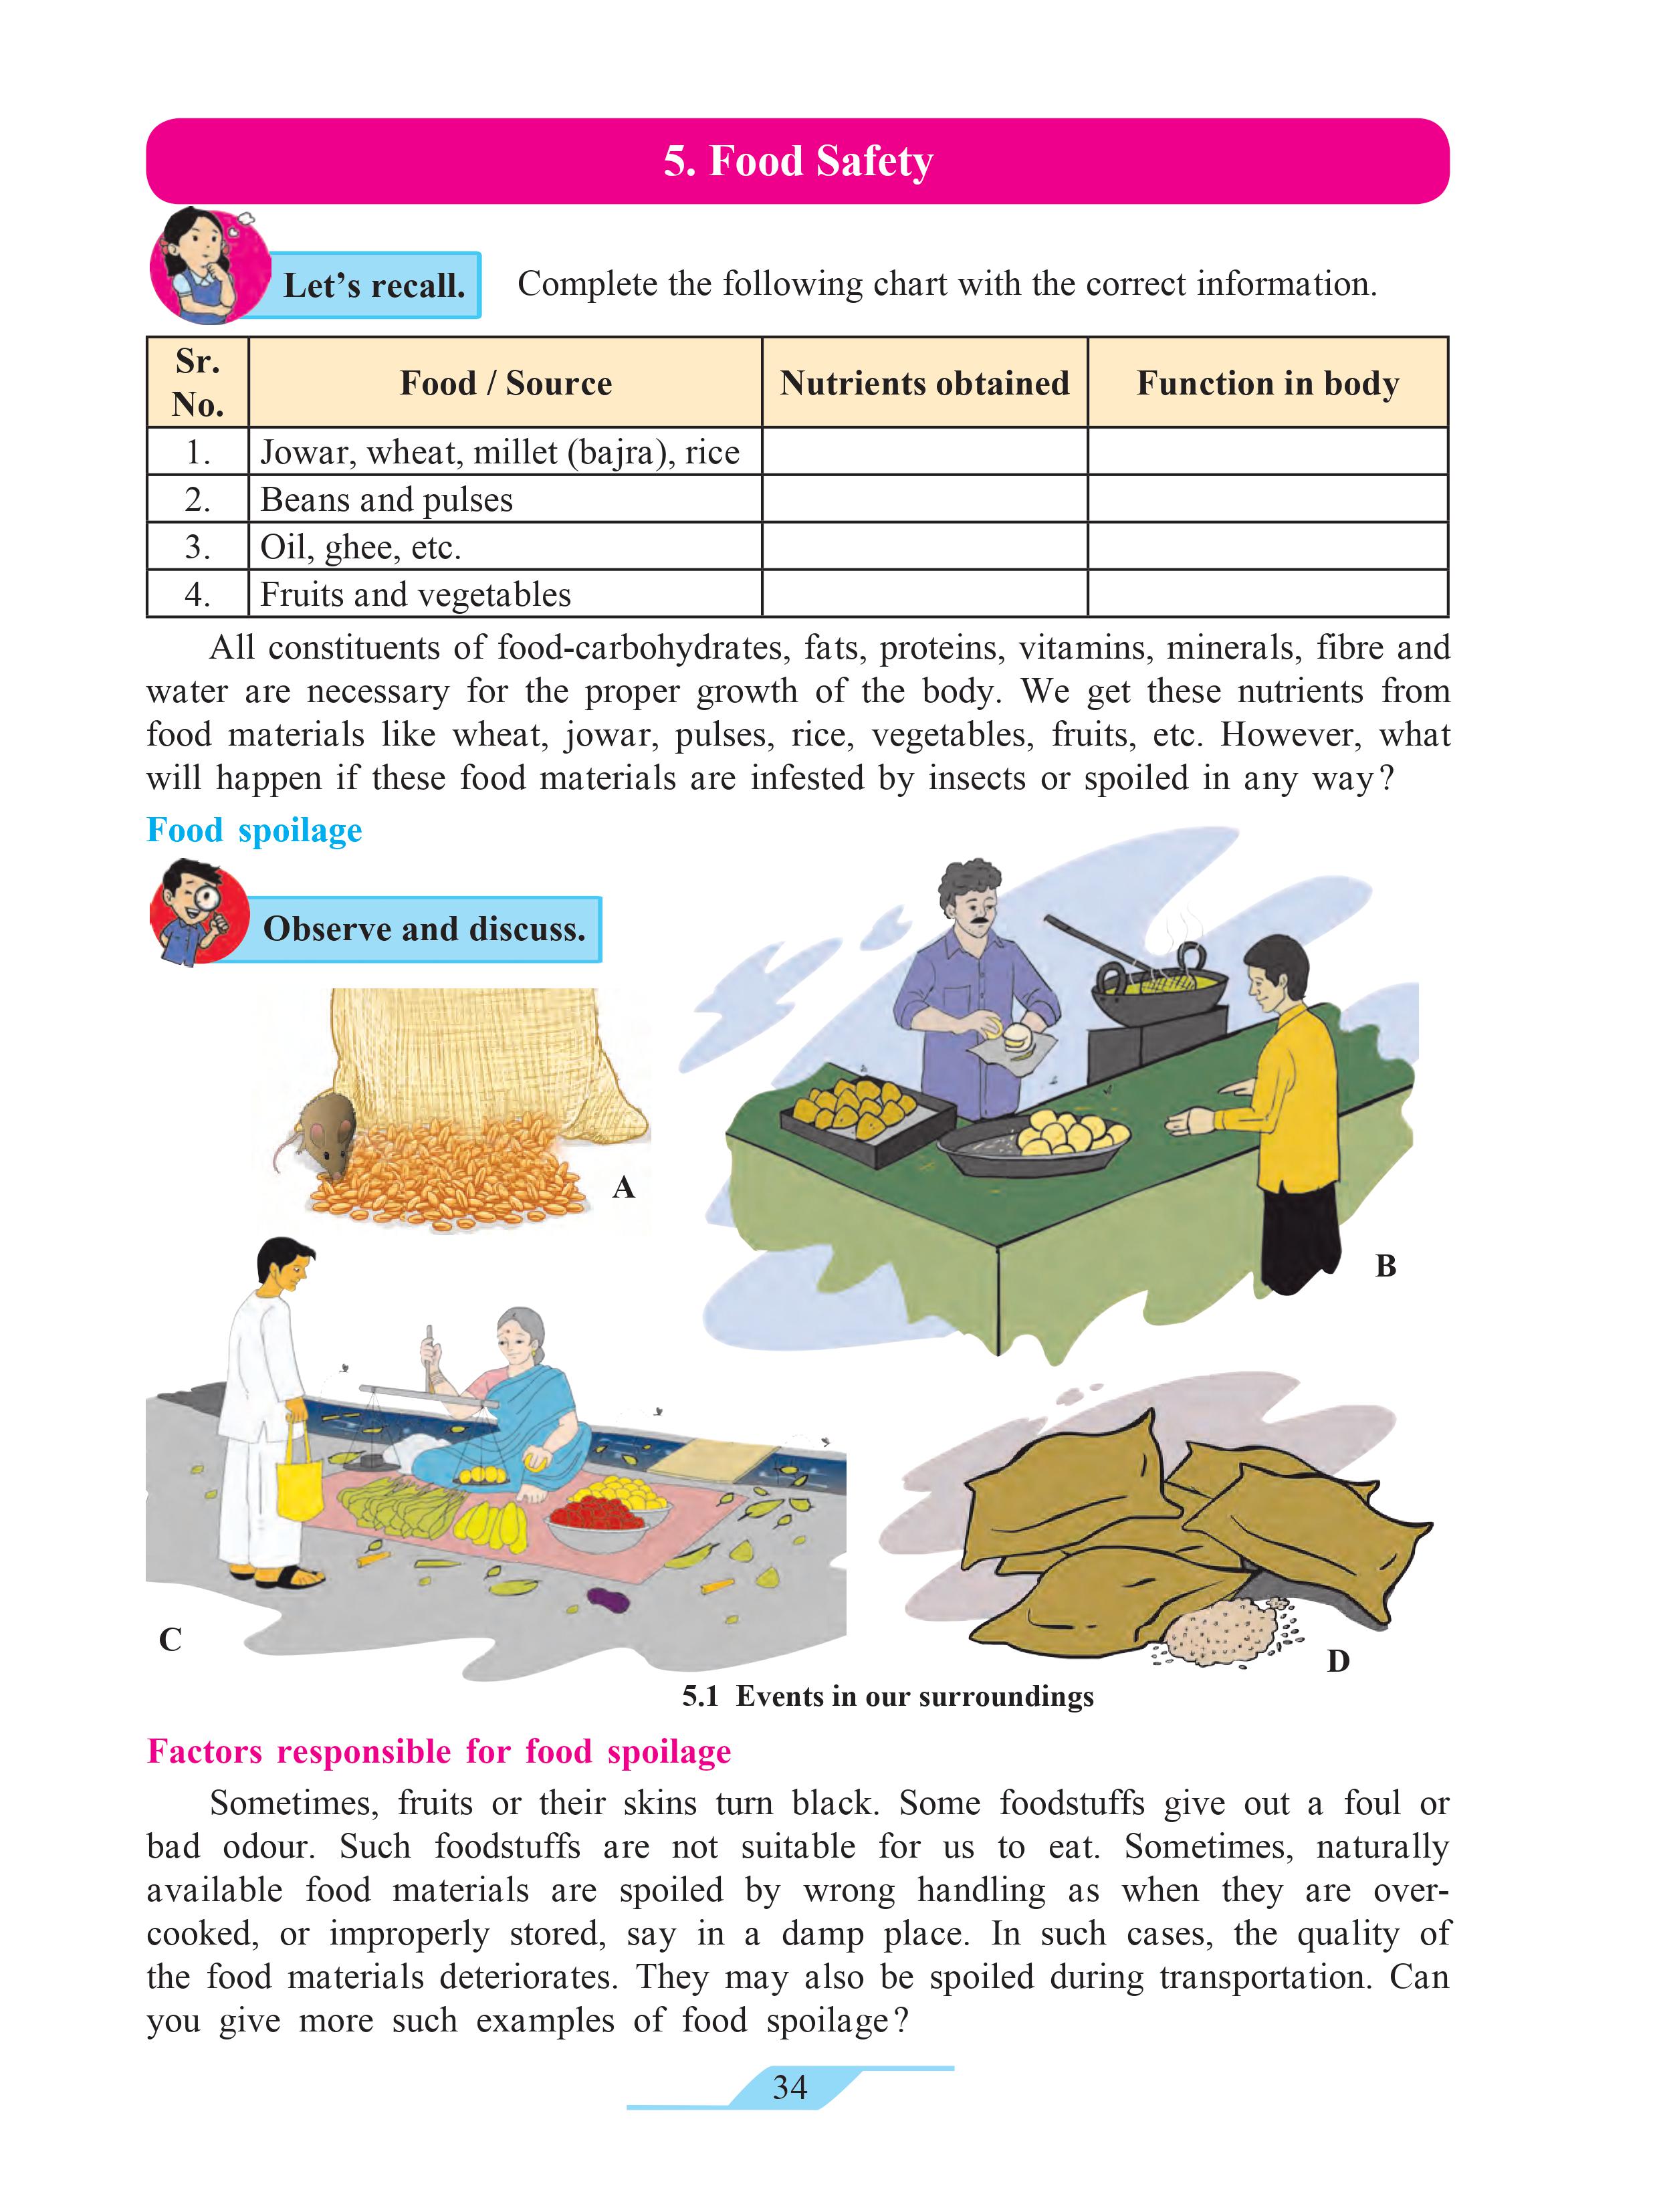 5. Food Safety
Let’s recall.
Complete the following chart with the correct information.
Sr. No. Food / Source Nutrients obtained Function in body
1. Jowar, wheat, millet (bajra), rice
2. Beans and pulses
3. Oil, ghee, etc.
4. Fruits and vegetables
All constituents of food-carbohydrates, fats, proteins, vitamins, minerals, fibre and
water are necessary for the proper growth of the body. We get these nutrients from
food materials like wheat, jowar, pulses, rice, vegetables, fruits, etc. However, what
will happen if these food materials are infested by insects or spoiled in any way?
Food spoilage
Observe and discuss.
A
B
C
D
5.1 Events in our surroundings
Factors responsible for food spoilage
Sometimes, fruits or their skins turn black. Some foodstuffs give out a foul or
bad odour. Such foodstuffs are not suitable for us to eat. Sometimes, naturally
available food materials are spoiled by wrong handling as when they are over-
cooked, or improperly stored, say in a damp place. In such cases, the quality of
the food materials deteriorates. They may also be spoiled during transportation. Can
you give more such examples of food spoilage?
34